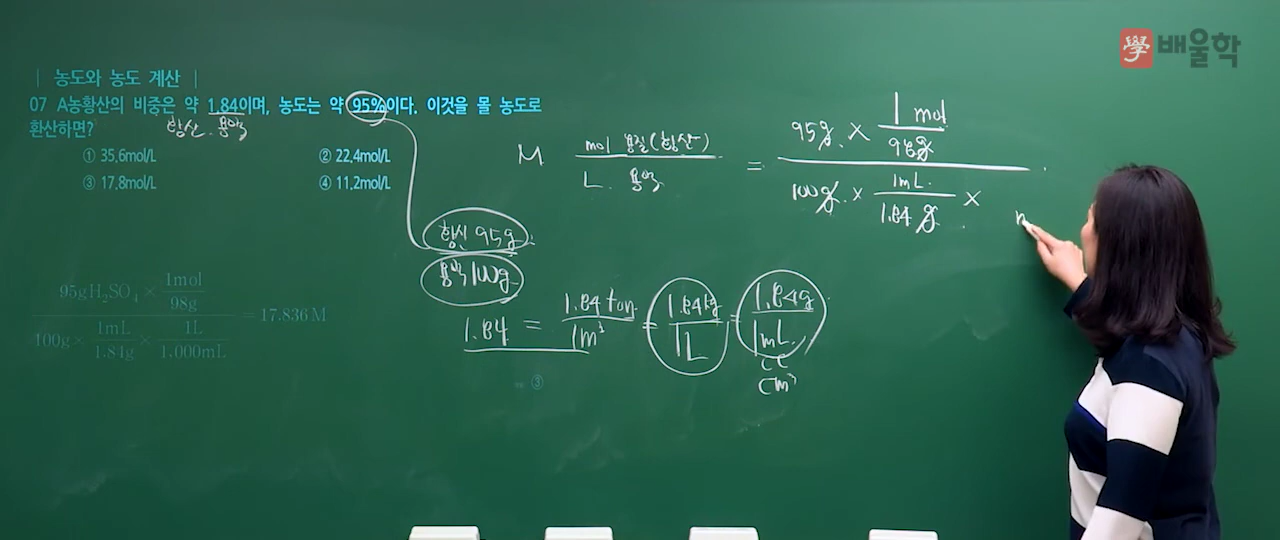 學 배울학
| 농도와 농도 계산 |
07 A농황산의 비중은 약 1.84이며, 농도는 약 95%이다. 이것을 몰 농도로
환산하면?
황산. 용액
① 35.6mol/L ② 22.4mol/L
③ 17.8mol/L ④ 11.2mol/L
M mol 용질(황산) / L. 용액 = 95g × 1 mol / 98g
100g × 1mL / 1.84 g ×
황산 95g
용액 100g
1.84 = 1.84 ton / 1m³ = 1.84kg / 1L = 1.84g / 1mL.
CC
Cm³
95gH₂SO₄ × 1mol / 98g
100g × 1mL / 1.84g × 1L / 1,000mL = 17.836M
③